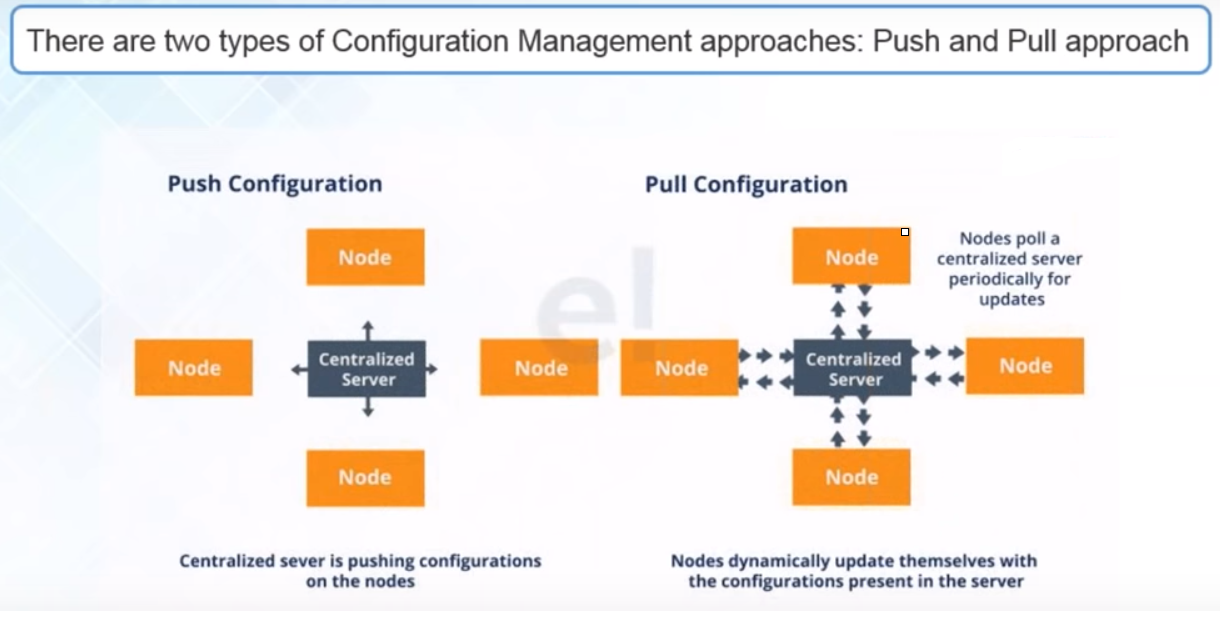 There are two types of Configuration Management approaches: Push and Pull approach
Push Configuration
Node
Node
Centralized
Server
Node
Node
Centralized sever is pushing configurations
on the nodes
Pull Configuration
Node
Nodes poll a
centralized server
periodically for
updates
Node
Centralized
Server
Node
Node
Nodes dynamically update themselves with
the configurations present in the server
e!